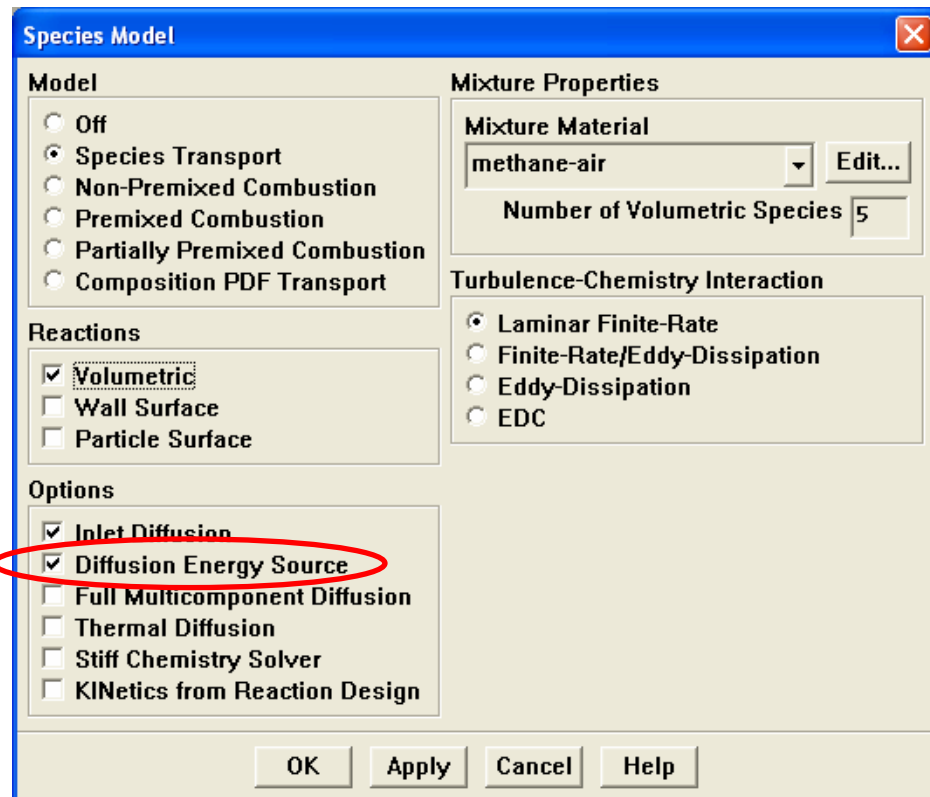 Species Model
Model
Off
Species Transport
Non-Premixed Combustion
Premixed Combustion
Partially Premixed Combustion
Composition PDF Transport
Reactions
Volumetric
Wall Surface
Particle Surface
Options
Inlet Diffusion
Diffusion Energy Source
Full Multicomponent Diffusion
Thermal Diffusion
Stiff Chemistry Solver
KINetics from Reaction Design
Mixture Properties
Mixture Material
methane-air Edit...
Number of Volumetric Species 5
Turbulence-Chemistry Interaction
Laminar Finite-Rate
Finite-Rate/Eddy-Dissipation
Eddy-Dissipation
EDC
OK Apply Cancel Help